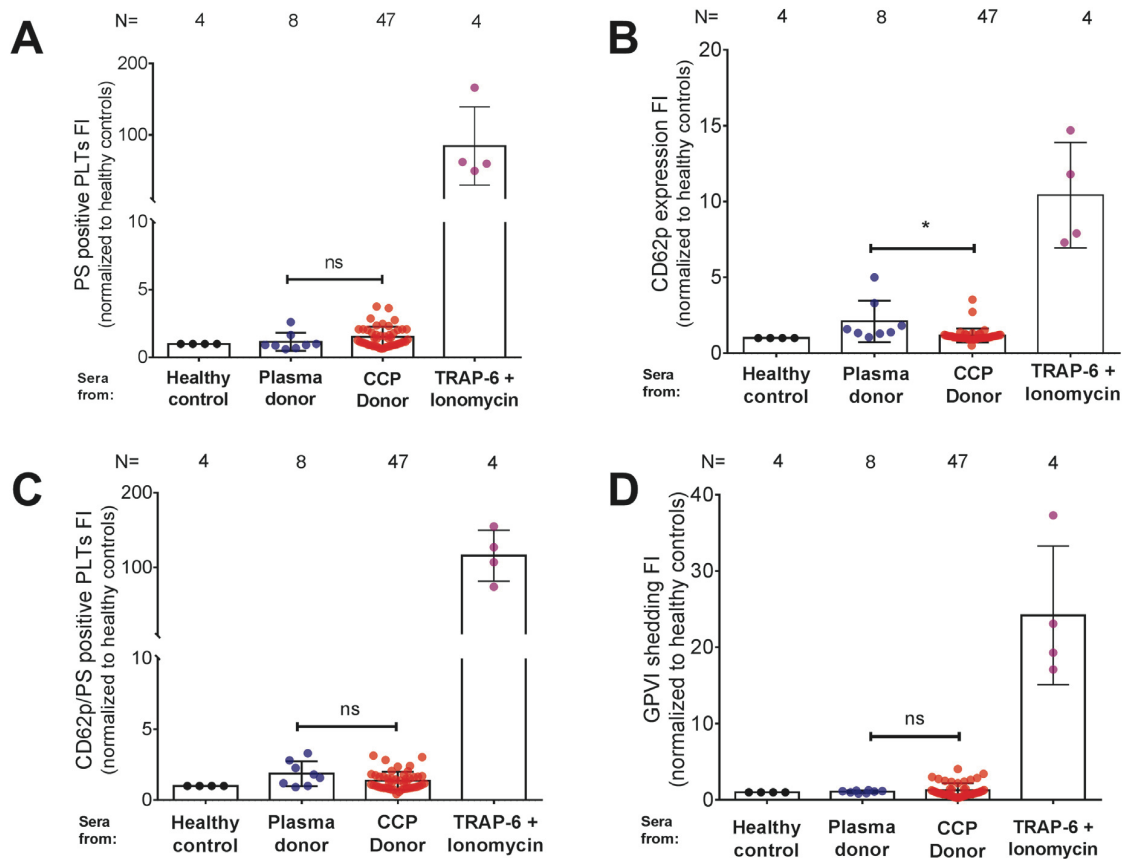 A
N= 4 8 47 4
PS positive PLTs FI
(normalized to healthy controls)
200
100
10
5
0
ns
Sera from:
Healthy control
Plasma donor
CCP Donor
TRAP-6 + Ionomycin
B
N= 4 8 47 4
CD62p expression FI
(normalized to healthy controls)
20
15
10
5
0
*
Sera from:
Healthy control
Plasma donor
CCP Donor
TRAP-6 + Ionomycin
C
N= 4 8 47 4
CD62p/PS positive PLTs FI
(normalized to healthy controls)
200
100
10
5
0
ns
Sera from:
Healthy control
Plasma donor
CCP Donor
TRAP-6 + Ionomycin
D
N= 4 8 47 4
GPVI shedding FI
(normalized to healthy controls)
40
30
20
10
0
ns
Sera from:
Healthy control
Plasma donor
CCP Donor
TRAP-6 + Ionomycin